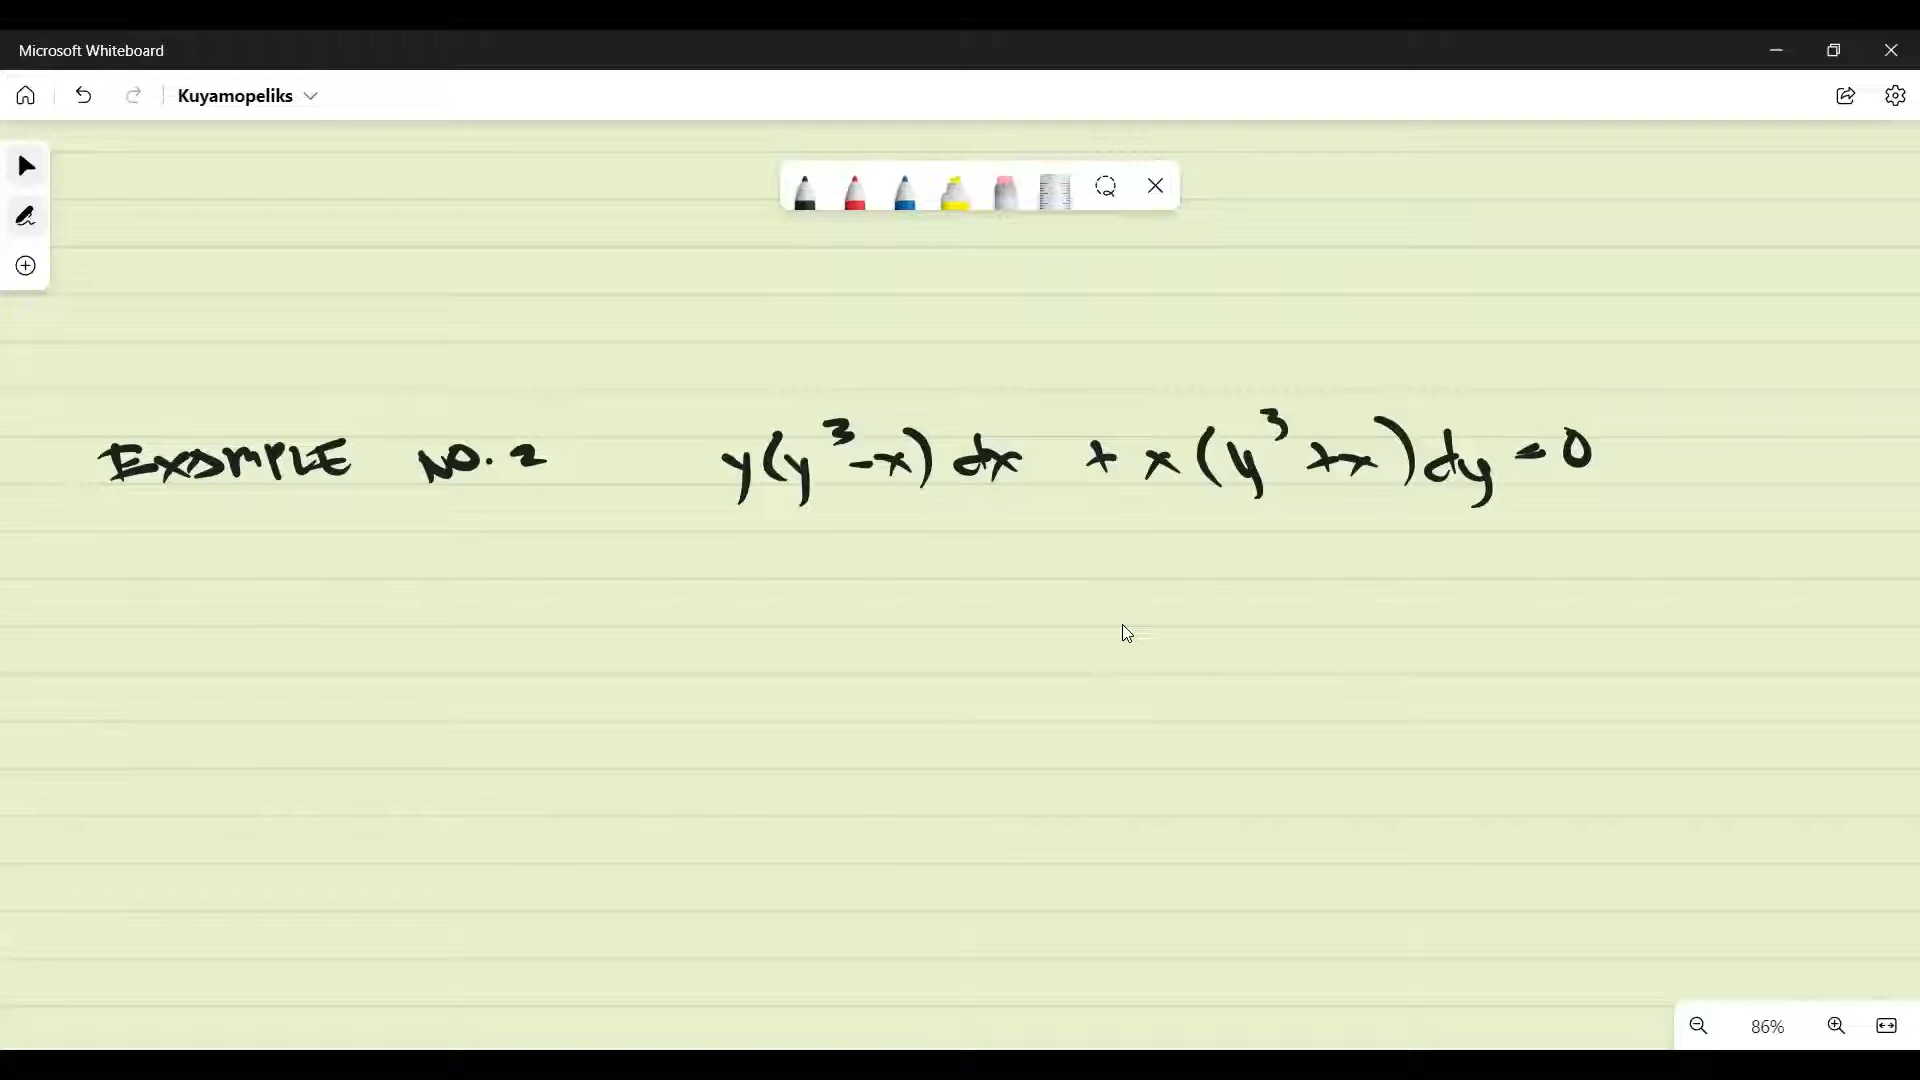 Microsoft Whiteboard
Kuyamopeliks
EXAMPLE NO. 2 y(y³-x)dx + x(y³+x)dy = 0
86%